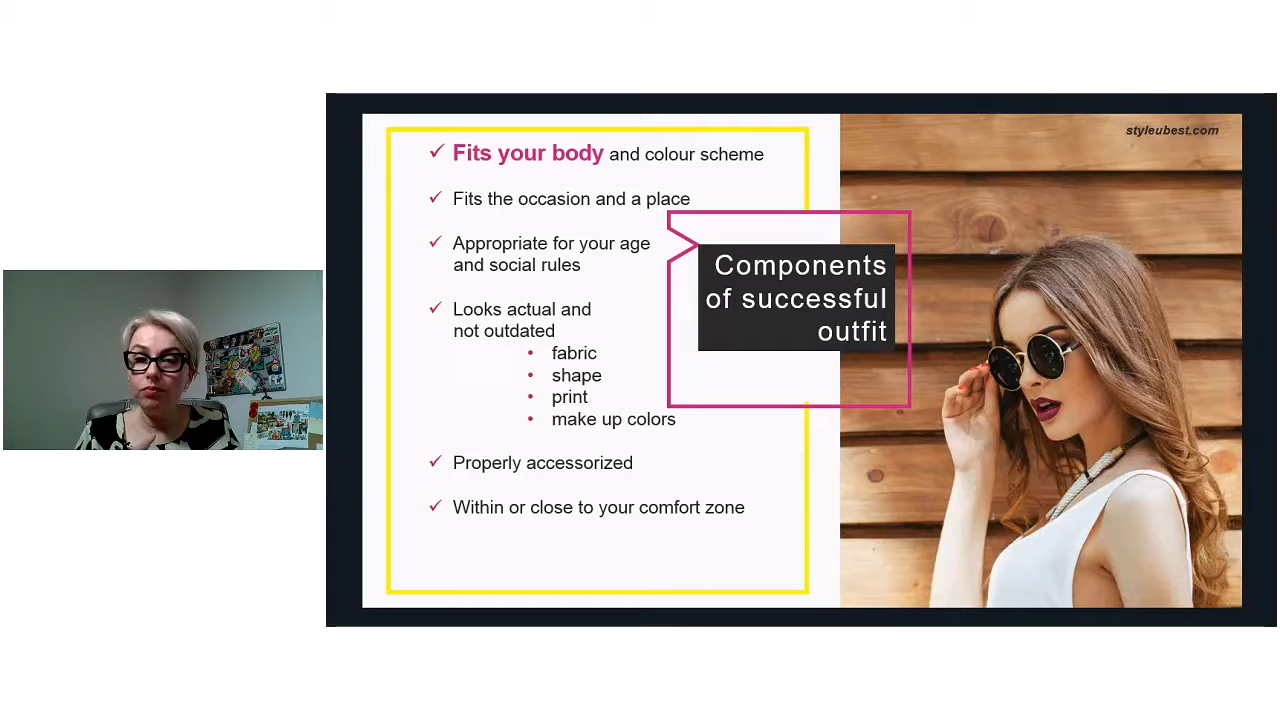 styleubest.com
Fits your body and colour scheme
Fits the occasion and a place
Appropriate for your age
and social rules
Looks actual and
not outdated
fabric
shape
print
make up colors
Properly accessorized
Within or close to your comfort zone
Components
of successful
outfit